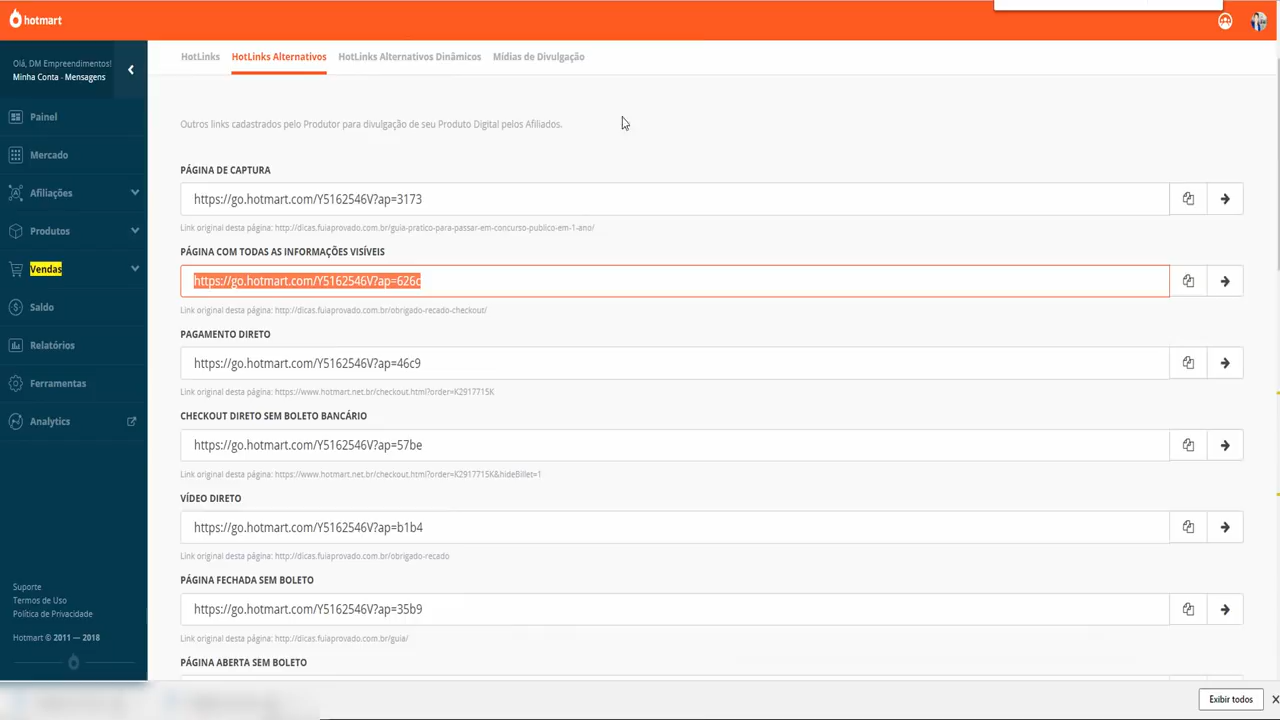 hotmart
Olá, DM Empreendimentos!
Minha Conta - Mensagens
Painel
Mercado
Afiliações
Produtos
Vendas
Saldo
Relatórios
Ferramentas
Analytics
Suporte
Termos de Uso
Política de Privacidade
Hotmart © 2011 — 2018
HotLinks HotLinks Alternativos HotLinks Alternativos Dinâmicos Mídias de Divulgação
Outros links cadastrados pelo Produtor para divulgação de seu Produto Digital pelos Afiliados.
PÁGINA DE CAPTURA
https://go.hotmart.com/Y5162546V?ap=3173
Link original desta página: http://dicas.fuiaprovado.com.br/guia-pratico-para-passar-em-concurso-publico-em-1-ano/
PÁGINA COM TODAS AS INFORMAÇÕES VISÍVEIS
https://go.hotmart.com/Y5162546V?ap=626c
Link original desta página: http://dicas.fuiaprovado.com.br/obrigado-recado-checkout/
PAGAMENTO DIRETO
https://go.hotmart.com/Y5162546V?ap=46c9
Link original desta página: https://www.hotmart.net.br/checkout.html?order=K2917715K
CHECKOUT DIRETO SEM BOLETO BANCÁRIO
https://go.hotmart.com/Y5162546V?ap=57be
Link original desta página: https://www.hotmart.net.br/checkout.html?order=K2917715K&hideBillet=1
VÍDEO DIRETO
https://go.hotmart.com/Y5162546V?ap=b1b4
Link original desta página: http://dicas.fuiaprovado.com.br/obrigado-recado
PÁGINA FECHADA SEM BOLETO
https://go.hotmart.com/Y5162546V?ap=35b9
Link original desta página: http://dicas.fuiaprovado.com.br/guia/
PÁGINA ABERTA SEM BOLETO
Exibir todos